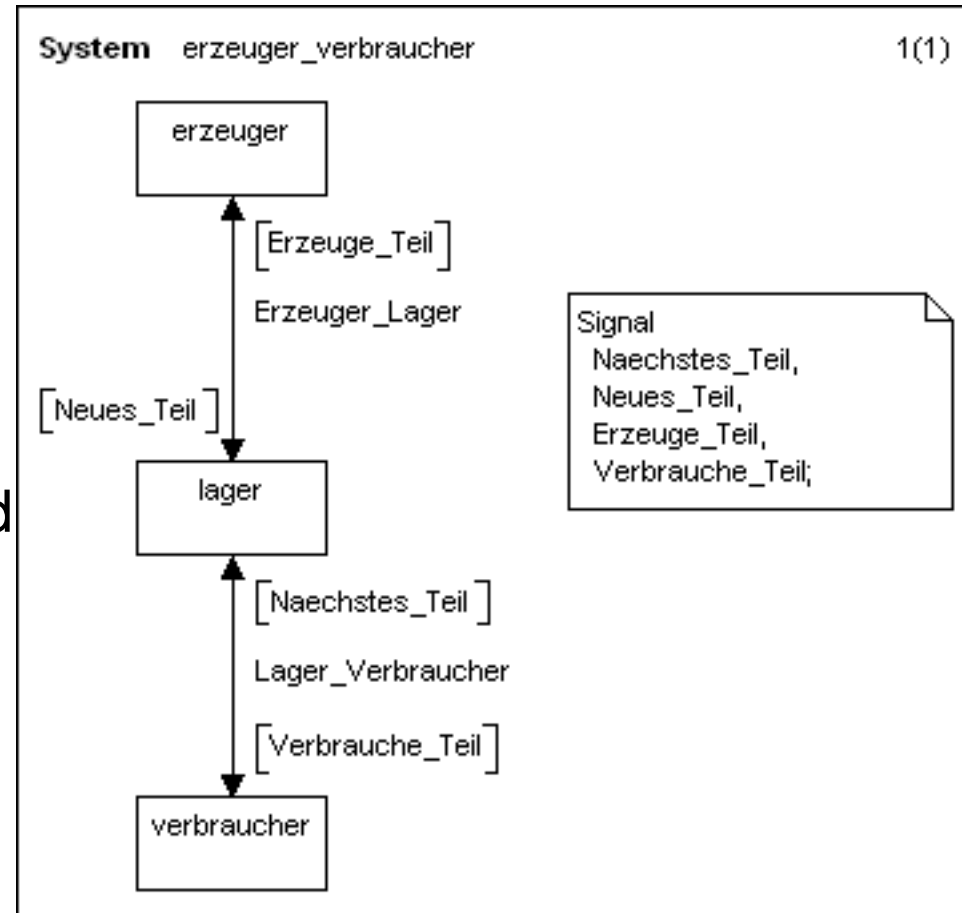 System erzeuger_verbraucher 1(1)
erzeuger
[Erzeuge_Teil]
Erzeuger_Lager
[Neues_Teil]
lager
[Naechstes_Teil]
Lager_Verbraucher
[Verbrauche_Teil]
verbraucher
Signal
Naechstes_Teil,
Neues_Teil,
Erzeuge_Teil,
Verbrauche_Teil;
d